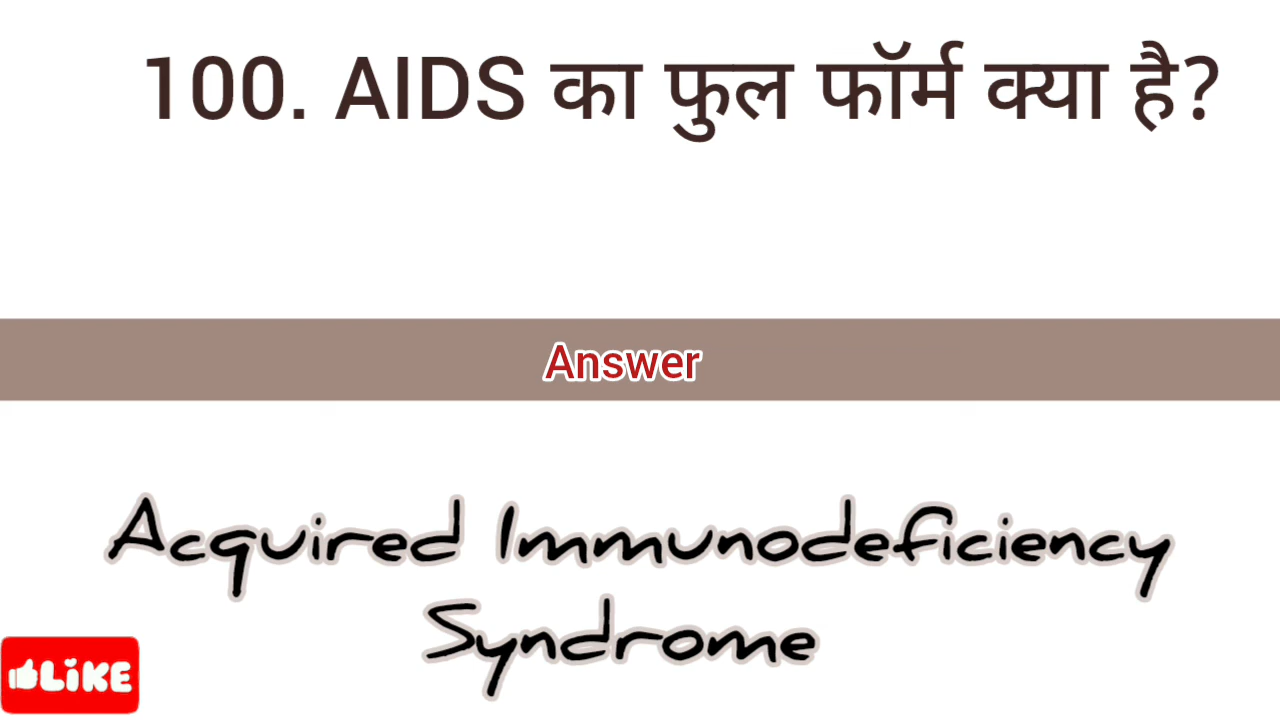 100. AIDS का फुल फॉर्म क्या है?
Answer
Acquired Immunodeficiency
Syndrome
LIKE